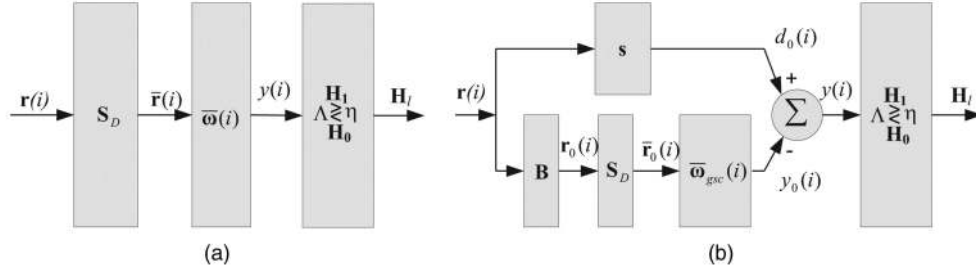 r(i)
S_D
r̄(i)
ω̄(i)
y(i)
H₁
Λ ≷ η
H₀
H_l
(a)
r(i)
s
d₀(i)
B
r₀(i)
S_D
r̄₀(i)
ω̄_gsc(i)
+
Σ
-
y₀(i)
y(i)
H₁
Λ ≷ η
H₀
H_l
(b)